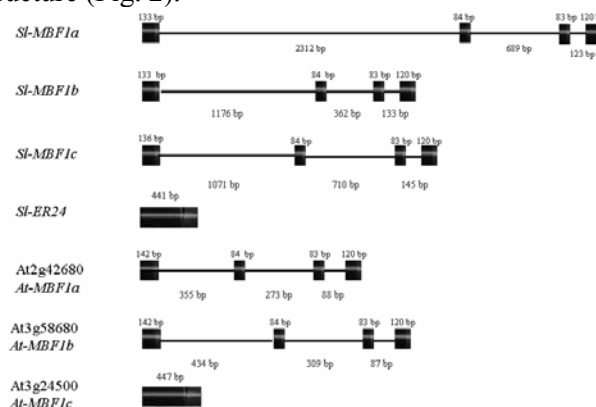 ructure (Fig. 2).
133 bp 84 bp 83 bp 120
Sl-MBF1a
2312 bp 689 bp 123 bp
133 bp 84 bp 83 bp 120 bp
Sl-MBF1b
1176 bp 362 bp 133 bp
136 bp 84 bp 83 bp 120 bp
Sl-MBF1c
1071 bp 710 bp 145 bp
441 bp
Sl-ER24
142 bp 84 bp 83 bp 120 bp
At2g42680
At-MBF1a
355 bp 273 bp 88 bp
142 bp 84 bp 83 bp 120 bp
At3g58680
At-MBF1b
434 bp 309 bp 87 bp
447 bp
At3g24500
At-MBF1c